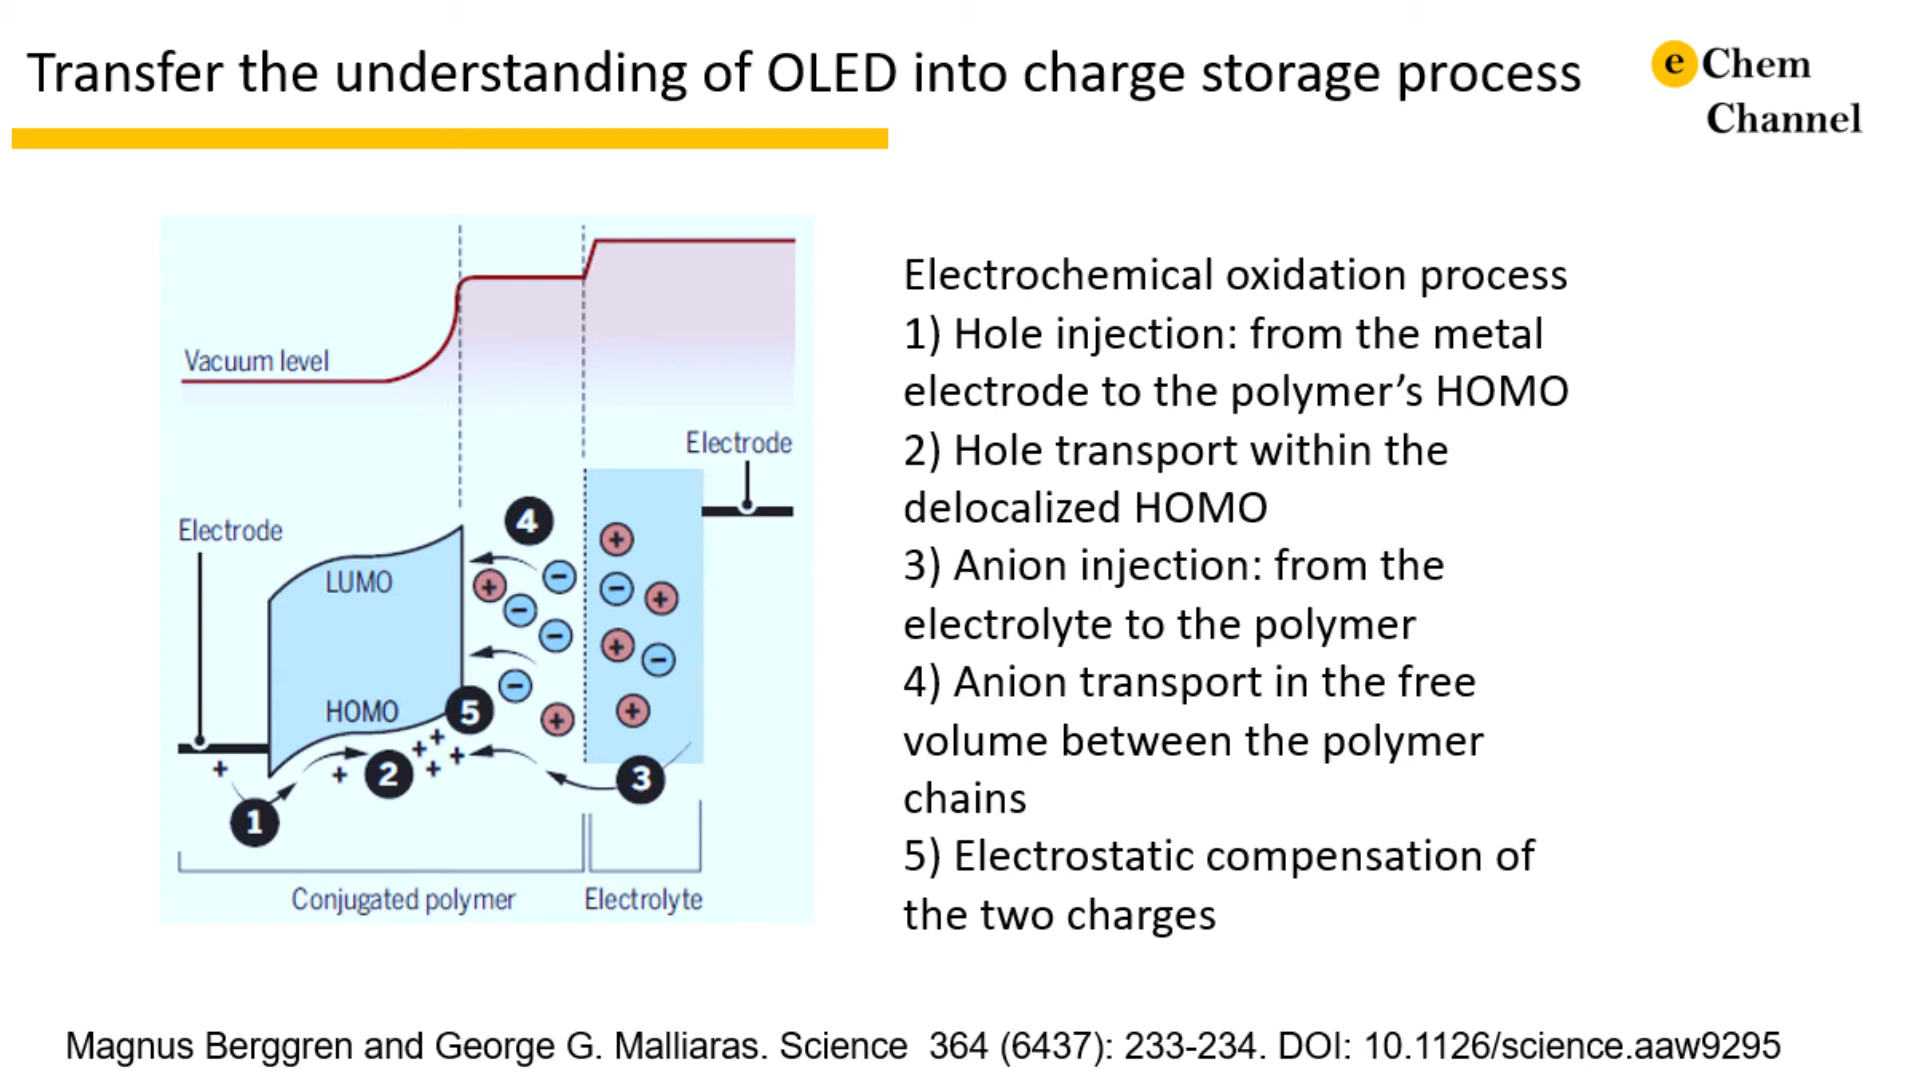 Transfer the understanding of OLED into charge storage process
e Chem
Channel
Vacuum level
Electrode
Electrode
LUMO
HOMO
4
5
+ + + + + +
2
3
1
Conjugated polymer
Electrolyte
Electrochemical oxidation process
1) Hole injection: from the metal
electrode to the polymer’s HOMO
2) Hole transport within the
delocalized HOMO
3) Anion injection: from the
electrolyte to the polymer
4) Anion transport in the free
volume between the polymer
chains
5) Electrostatic compensation of
the two charges
Magnus Berggren and George G. Malliaras. Science 364 (6437): 233-234. DOI: 10.1126/science.aaw9295